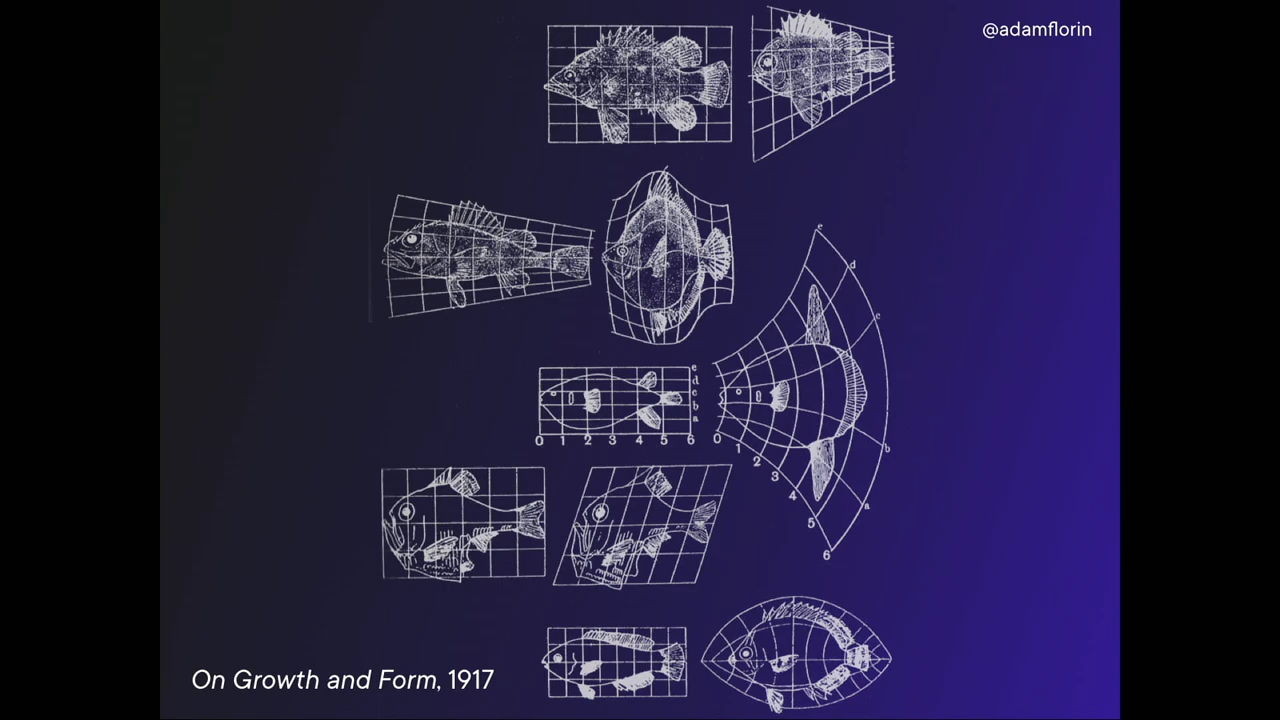 @adamflorin
e
d
c
b
a
0 1 2 3 4 5 6
e
d
c
b
a
0
1
2
3
4
5
6
On Growth and Form, 1917